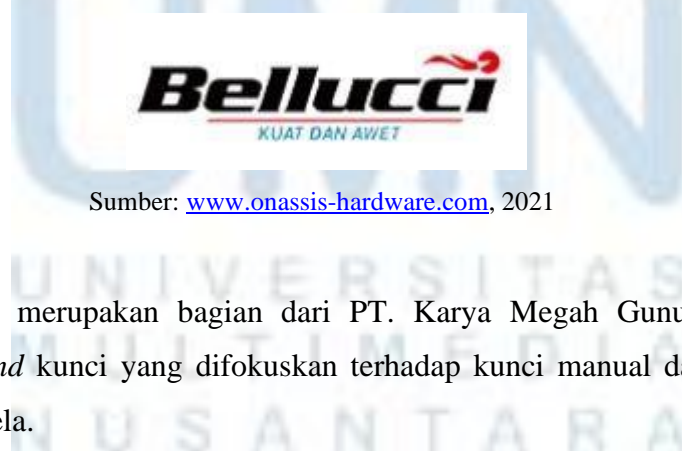 Bellucci
KUAT DAN AWET
Sumber: www.onassis-hardware.com, 2021
UNIVERSITAS
merupakan bagian dari PT. Karya Megah Gunu
MULTIMEDIA
nd kunci yang difokuskan terhadap kunci manual da
ela.
NUSANTARA